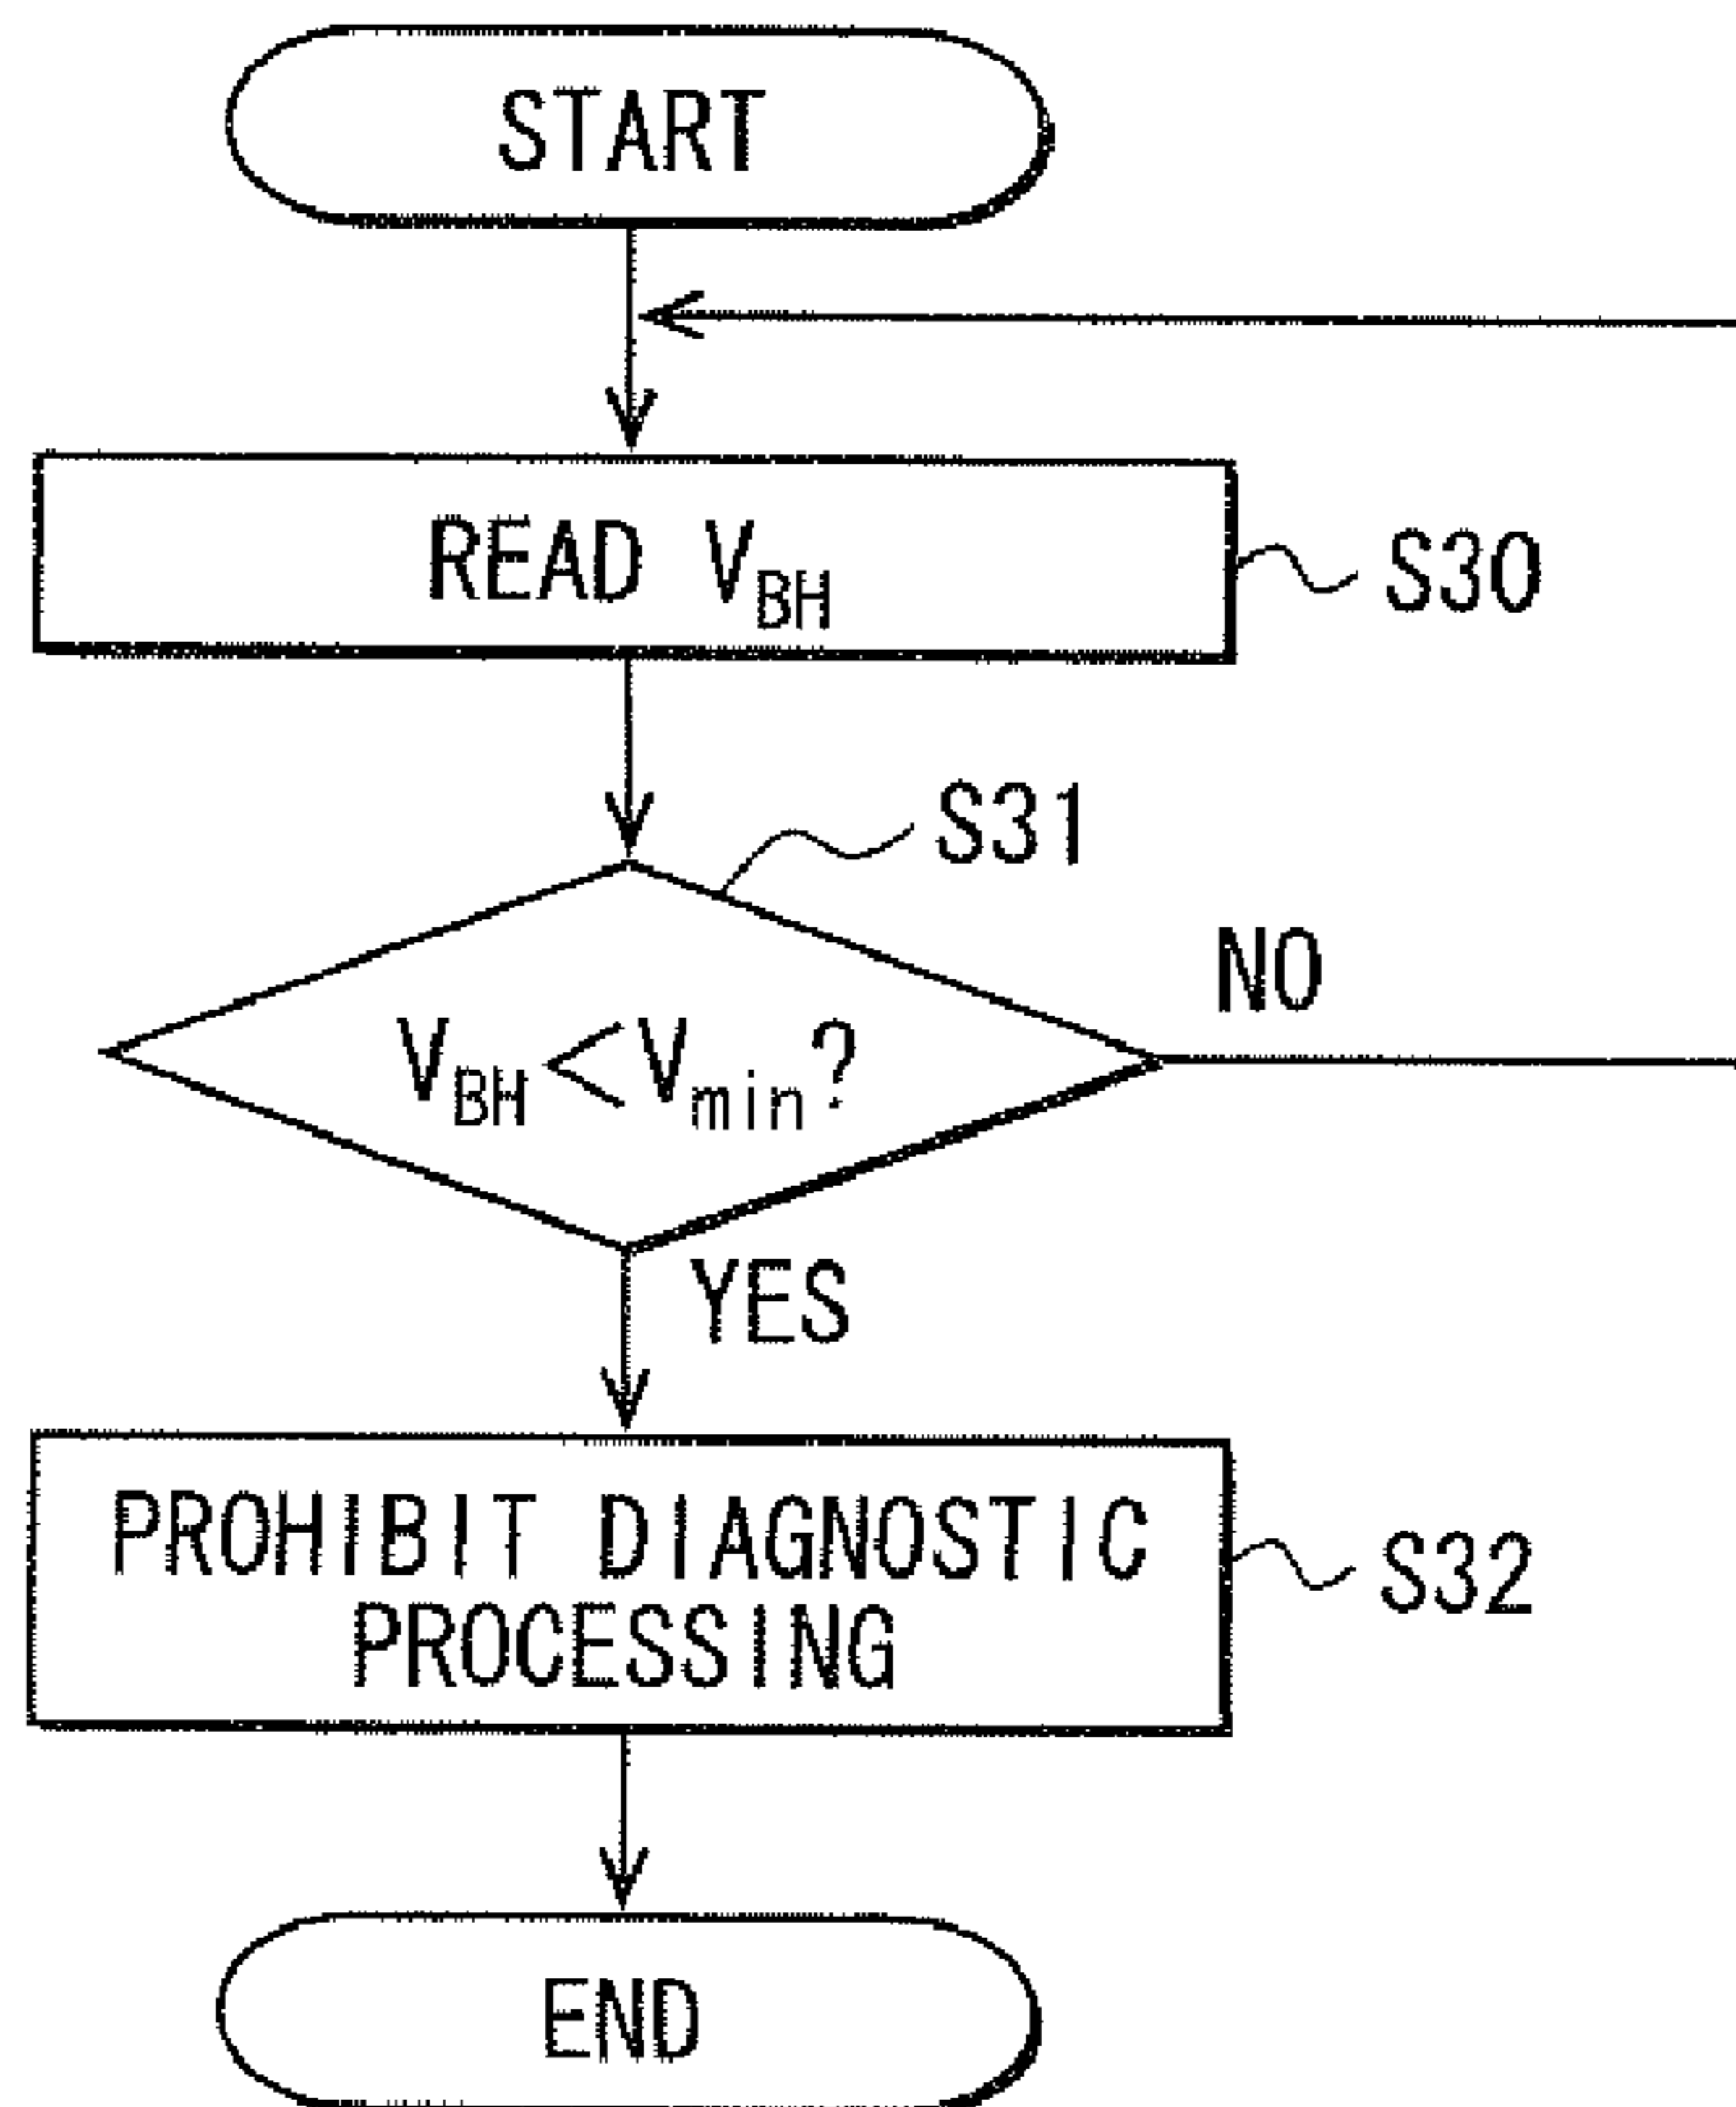 START
READ V_BH
S30
S31
V_BH<V_min?
NO
YES
PROHIBIT DIAGNOSTIC
PROCESSING
S32
END